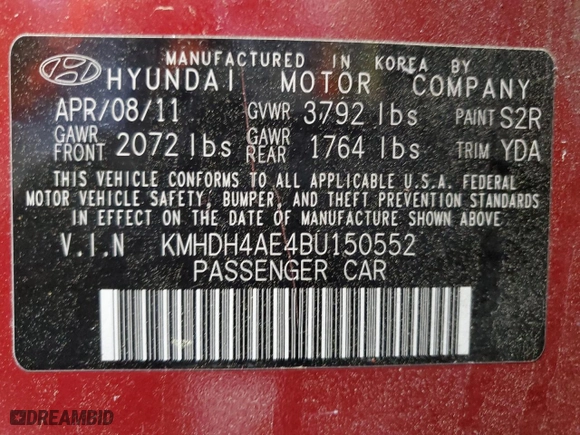 MANUFACTURED IN KOREA BY
HYUNDAI MOTOR COMPANY
APR/08/11 GVWR 3792 lbs PAINT S2R
GAWR FRONT 2072 lbs GAWR REAR 1764 lbs TRIM YDA
THIS VEHICLE CONFORMS TO ALL APPLICABLE U.S.A. FEDERAL
MOTOR VEHICLE SAFETY, BUMPER, AND THEFT PREVENTION STANDARDS
IN EFFECT ON THE DATE OF MANUFACTURE SHOWN ABOVE.
V.I.N KMHDH4AE4BU150552
PASSENGER CAR
DREAMBID